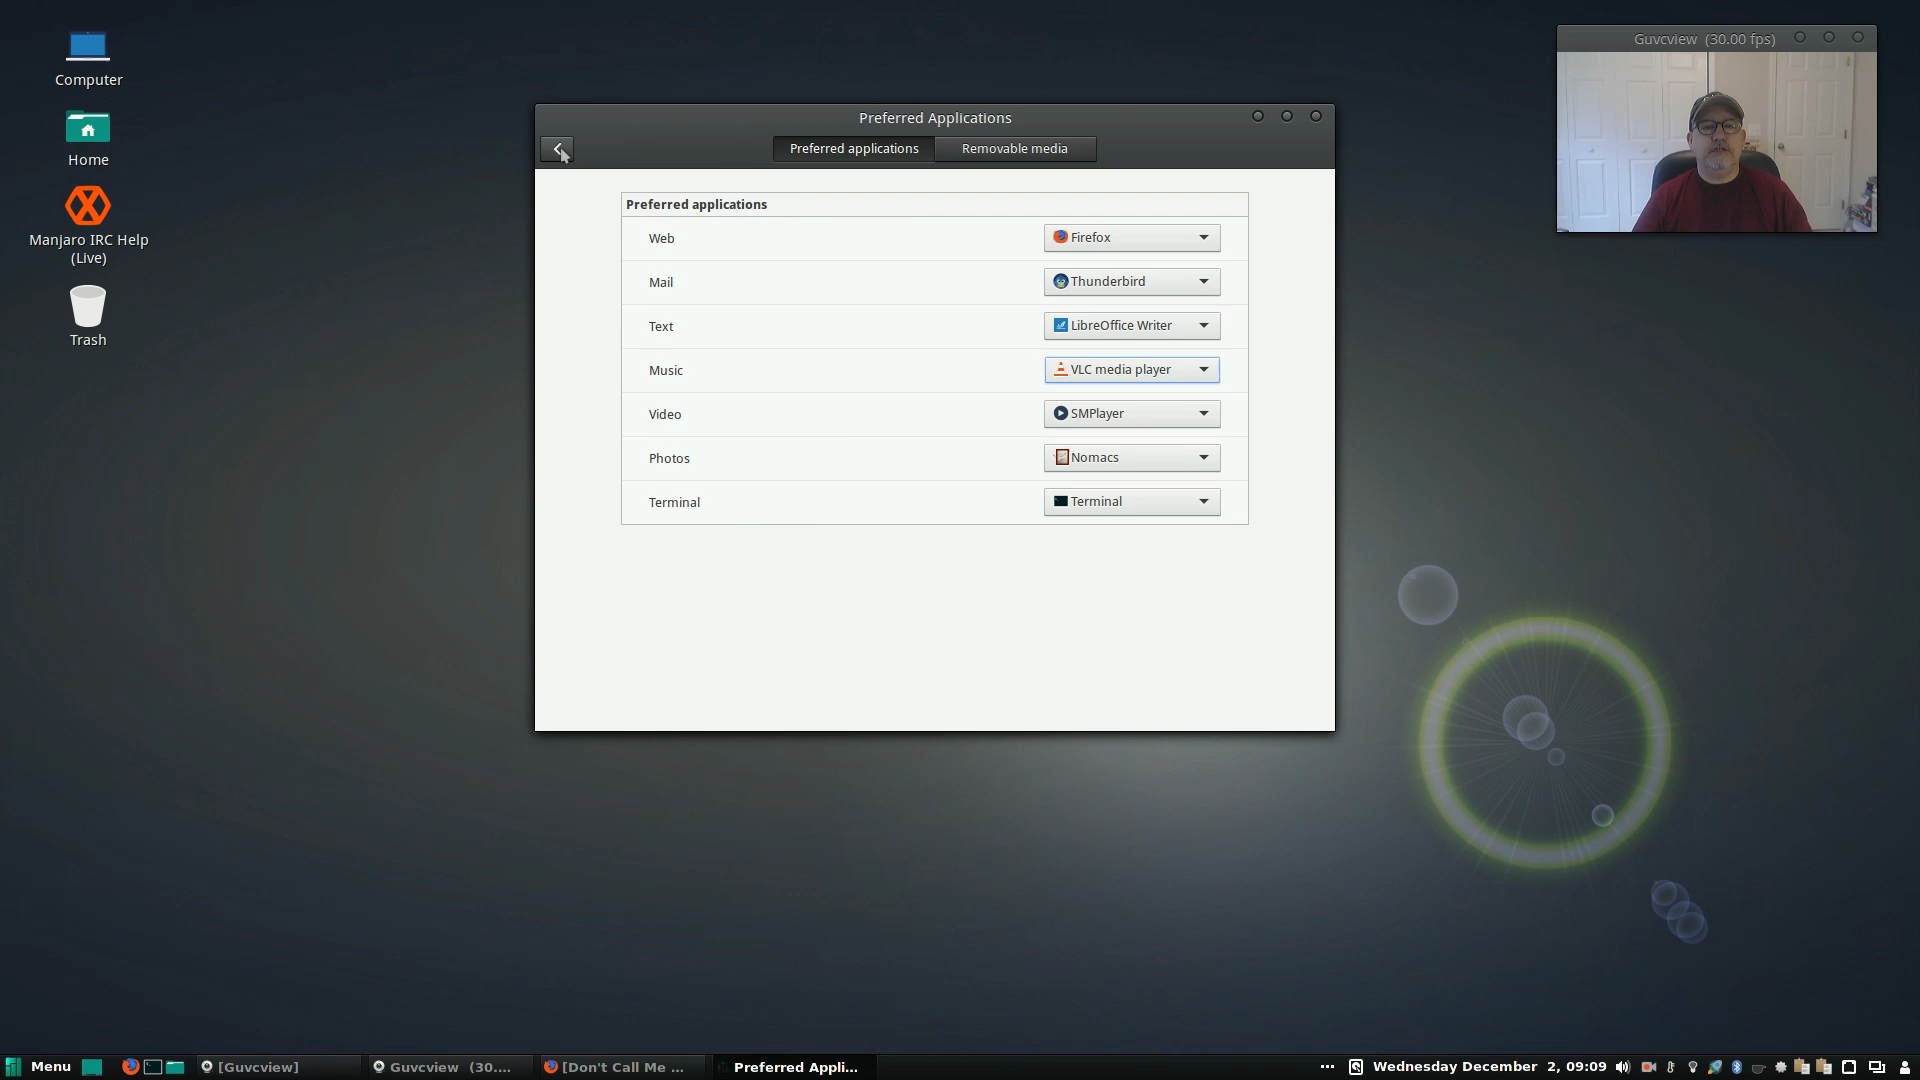 Computer
Home
Manjaro IRC Help
(Live)
Trash
Guvcview (30.00 fps)
Preferred Applications
Preferred applications
Removable media
Preferred applications
Web
Firefox
Mail
Thunderbird
Text
LibreOffice Writer
Music
VLC media player
Video
SMPlayer
Photos
Nomacs
Terminal
Terminal
Menu
[Guvcview]
Guvcview (30....
[Don't Call Me ...
Preferred Appli...
Wednesday December 2, 09:09